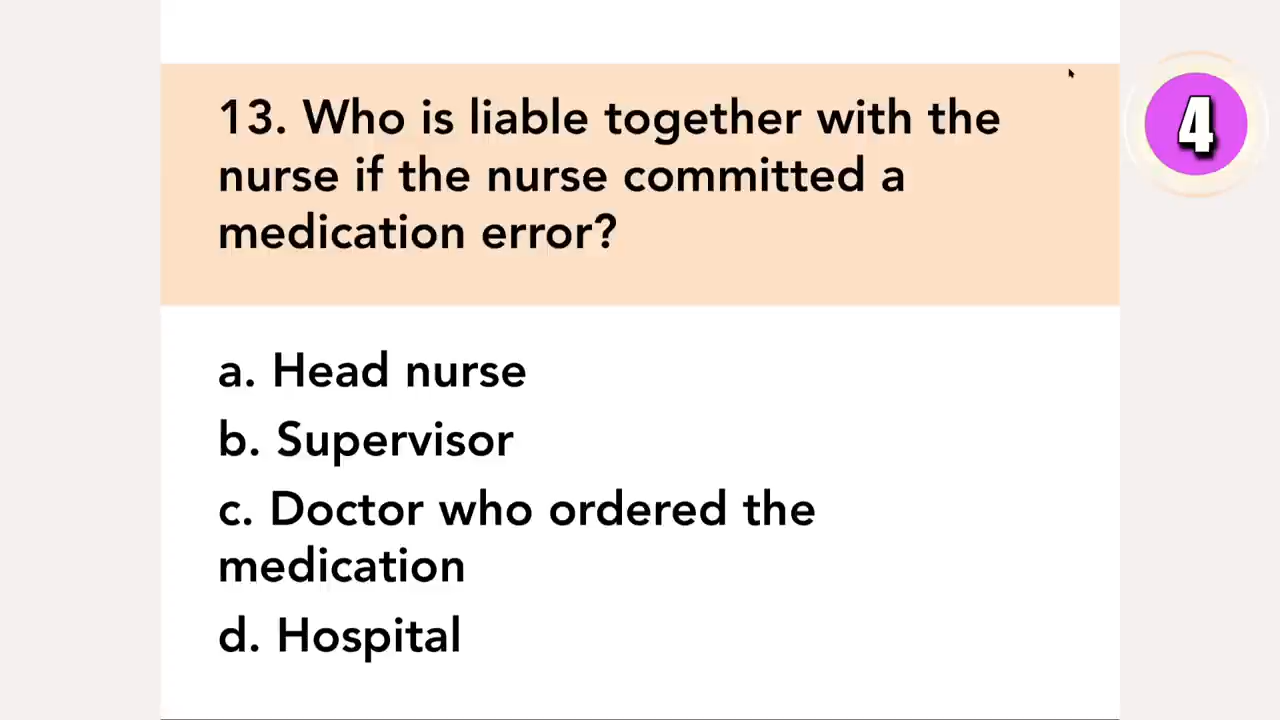 13. Who is liable together with the
nurse if the nurse committed a
medication error?
4
a. Head nurse
b. Supervisor
c. Doctor who ordered the
medication
d. Hospital